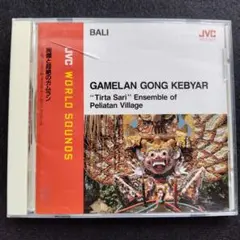 BALI
JVC
GAMELAN GONG KEBYAR
"Tirta Sari" Ensemble of
Peliatan Village
JVC WORLD SOUNDS